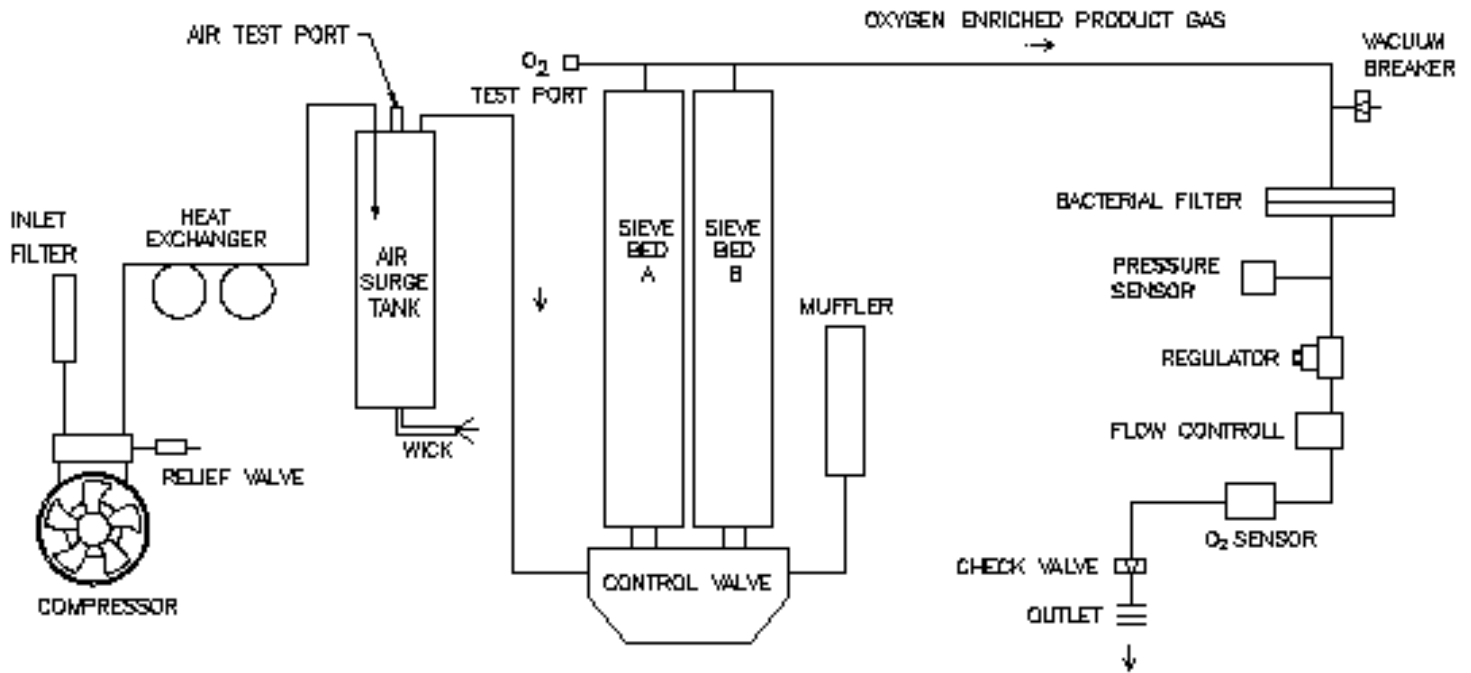 OXYGEN ENRICHED PRODUCT GAS
AIR TEST PORT
VACUUM
BREAKER
O₂
TEST PORT
INLET
FILTER
HEAT
EXCHANGER
AIR
SURGE
TANK
SIEVE
BED
A
SIEVE
BED
B
BACTERIAL FILTER
PRESSURE
SENSOR
MUFFLER
REGULATOR
FLOW CONTROLL
WICK
RELIEF VALVE
O₂ SENSOR
CHECK VALVE
CONTROL VALVE
COMPRESSOR
OUTLET